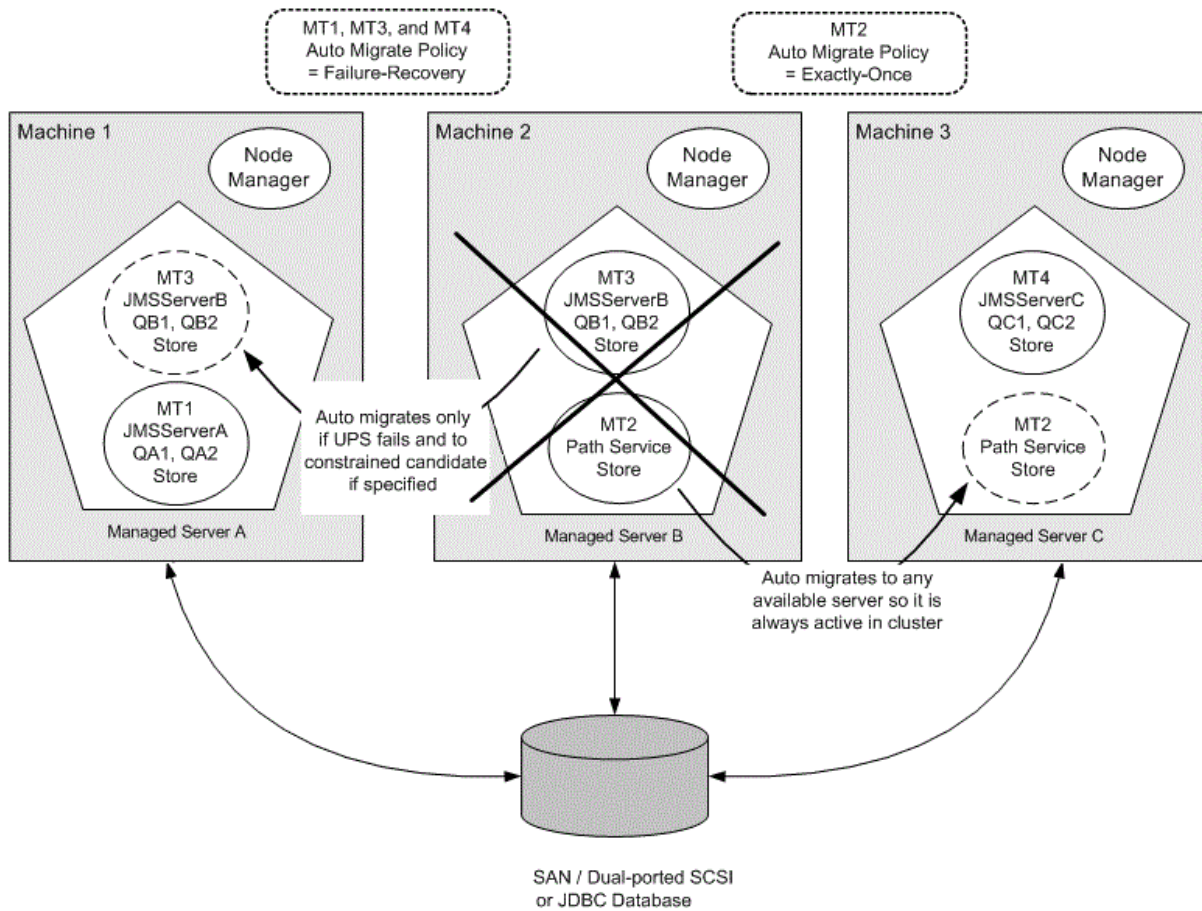 MT1, MT3, and MT4
Auto Migrate Policy
= Failure-Recovery
MT2
Auto Migrate Policy
= Exactly-Once
Machine 1
Node
Manager
MT3
JMSServerB
QB1, QB2
Store
MT1
JMSServerA
QA1, QA2
Store
Managed Server A
Auto migrates only
if UPS fails and to
constrained candidate
if specified
Machine 2
Node
Manager
MT3
JMSServerB
QB1, QB2
Store
MT2
Path Service
Store
Managed Server B
Machine 3
Node
Manager
MT4
JMSServerC
QC1, QC2
Store
MT2
Path Service
Store
Managed Server C
Auto migrates to any
available server so it is
always active in cluster
SAN / Dual-ported SCSI
or JDBC Database